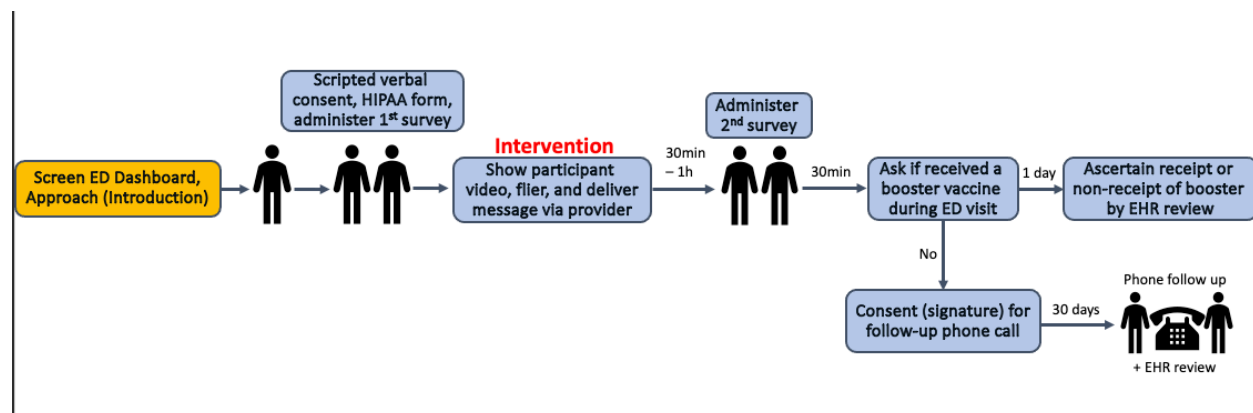 Screen ED Dashboard,
Approach (Introduction)
Scripted verbal
consent, HIPAA form,
administer 1st survey
Intervention
Show participant
video, flier, and deliver
message via provider
30min
– 1h
Administer
2nd survey
30min
Ask if received a
booster vaccine
during ED visit
1 day
Ascertain receipt or
non-receipt of booster
by EHR review
No
Consent (signature) for
follow-up phone call
30 days
Phone follow up
+ EHR review